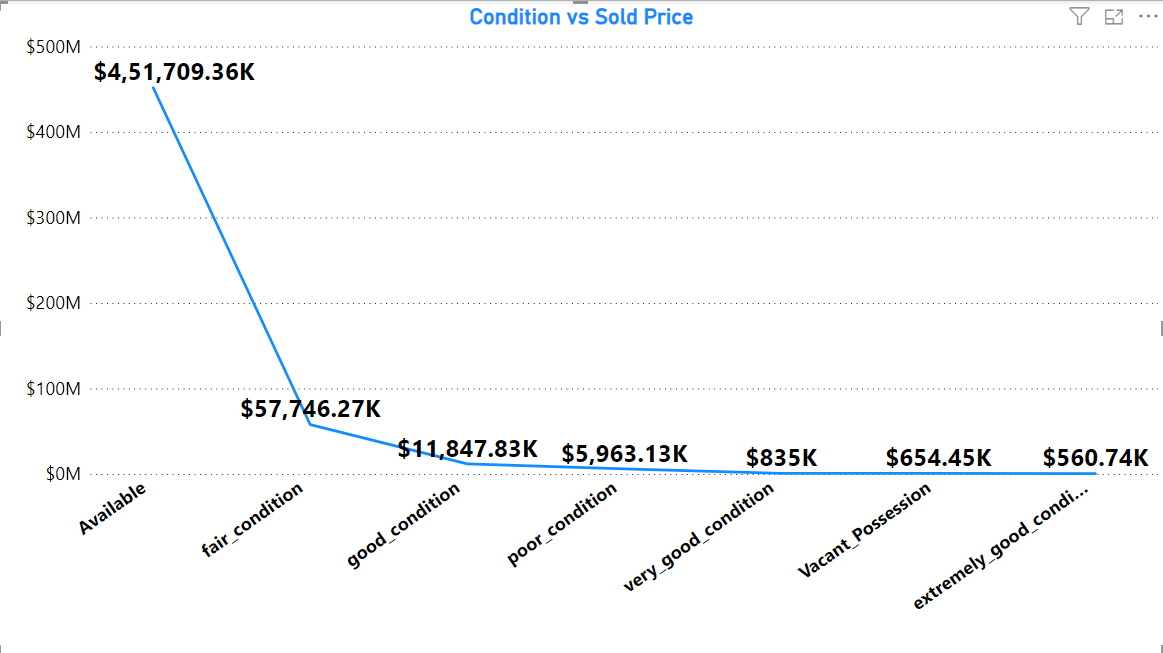 Condition vs Sold Price
$500M
$4,51,709.36K
$400M
$300M
$200M
$100M
$57,746.27K
$11,847.83K
$5,963.13K
$835K
$654.45K
$560.74K
$0M
Available
fair_condition
good_condition
poor_condition
very_good_condition
Vacant_Possession
extremely_good_condi...